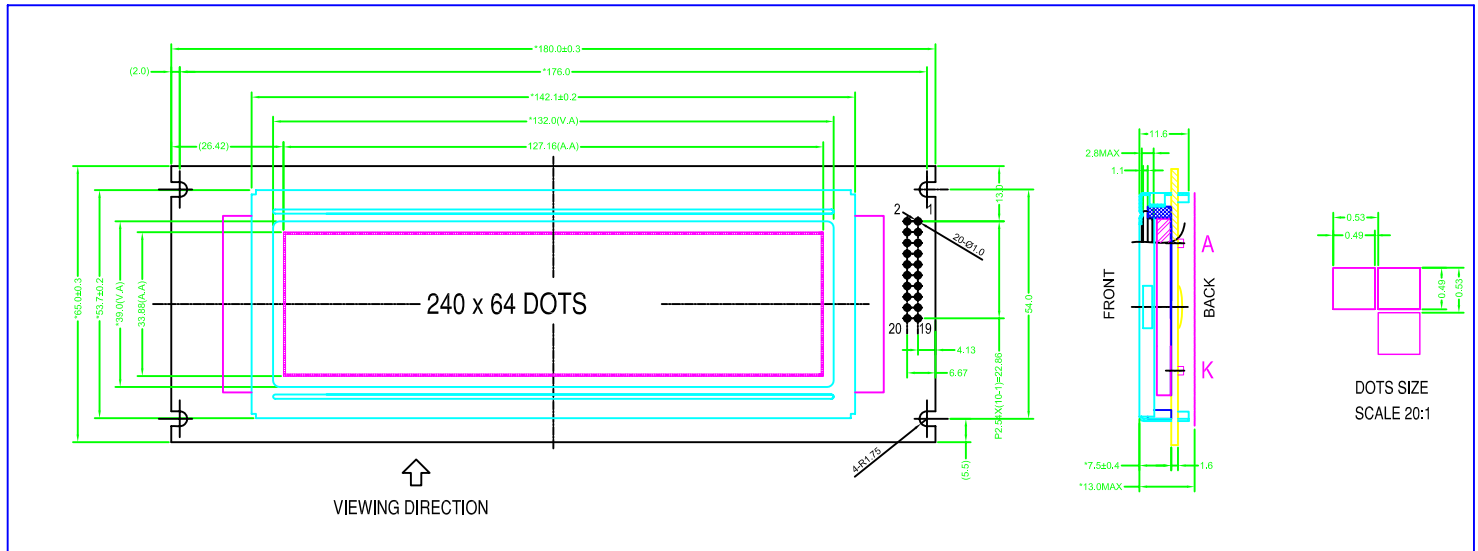 *180.0±0.3
(2.0)
*176.0
*142.1±0.2
*132.0(V.A)
(26.42)
127.16(A.A)
*65.0±0.3
*53.7±0.2
*39.0(V.A)
33.88(A.A)
240 x 64 DOTS
2
1
20-Ø1.0
20
19
13.0
54.0
4.13
6.67
P2.54X(10-1)=22.86
4-R1.75
(5.5)
VIEWING DIRECTION
11.6
2.8MAX
1.1
FRONT
BACK
A
K
*7.5±0.4
1.6
*13.0MAX
0.53
0.49
0.49
0.53
DOTS SIZE
SCALE 20:1